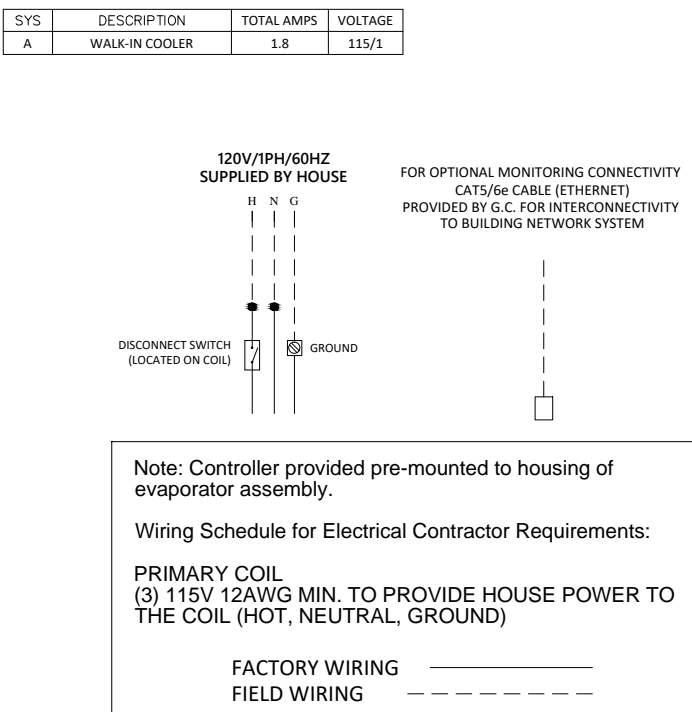 SYS DESCRIPTION TOTAL AMPS VOLTAGE
A WALK-IN COOLER 1.8 115/1
120V/1PH/60HZ
SUPPLIED BY HOUSE
H N G
FOR OPTIONAL MONITORING CONNECTIVITY
CAT5/6e CABLE (ETHERNET)
PROVIDED BY G.C. FOR INTERCONNECTIVITY
TO BUILDING NETWORK SYSTEM
DISCONNECT SWITCH
(LOCATED ON COIL)
GROUND
Note: Controller provided pre-mounted to housing of
evaporator assembly.
Wiring Schedule for Electrical Contractor Requirements:
PRIMARY COIL
(3) 115V 12AWG MIN. TO PROVIDE HOUSE POWER TO
THE COIL (HOT, NEUTRAL, GROUND)
FACTORY WIRING
FIELD WIRING